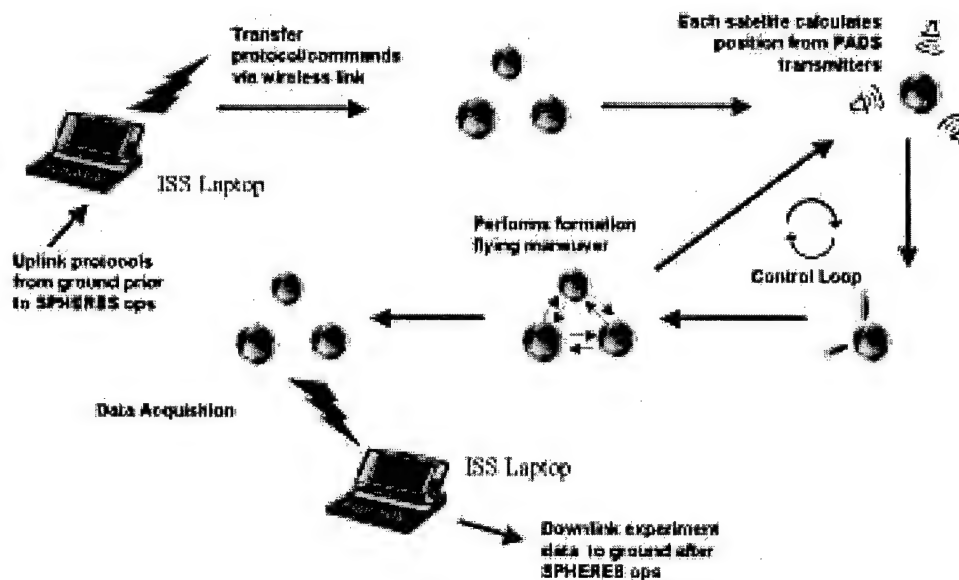 Transfer
protocol/commands
via wireless link
Each satellite calculates
position from PADS
transmitters
ISS Laptop
Uplink protocols
from ground prior
to SPHERES ops
Performs formation
flying maneuver
Control Loop
Data Acquisition
ISS Laptop
Downlink experiment
data to ground after
SPHERES ops